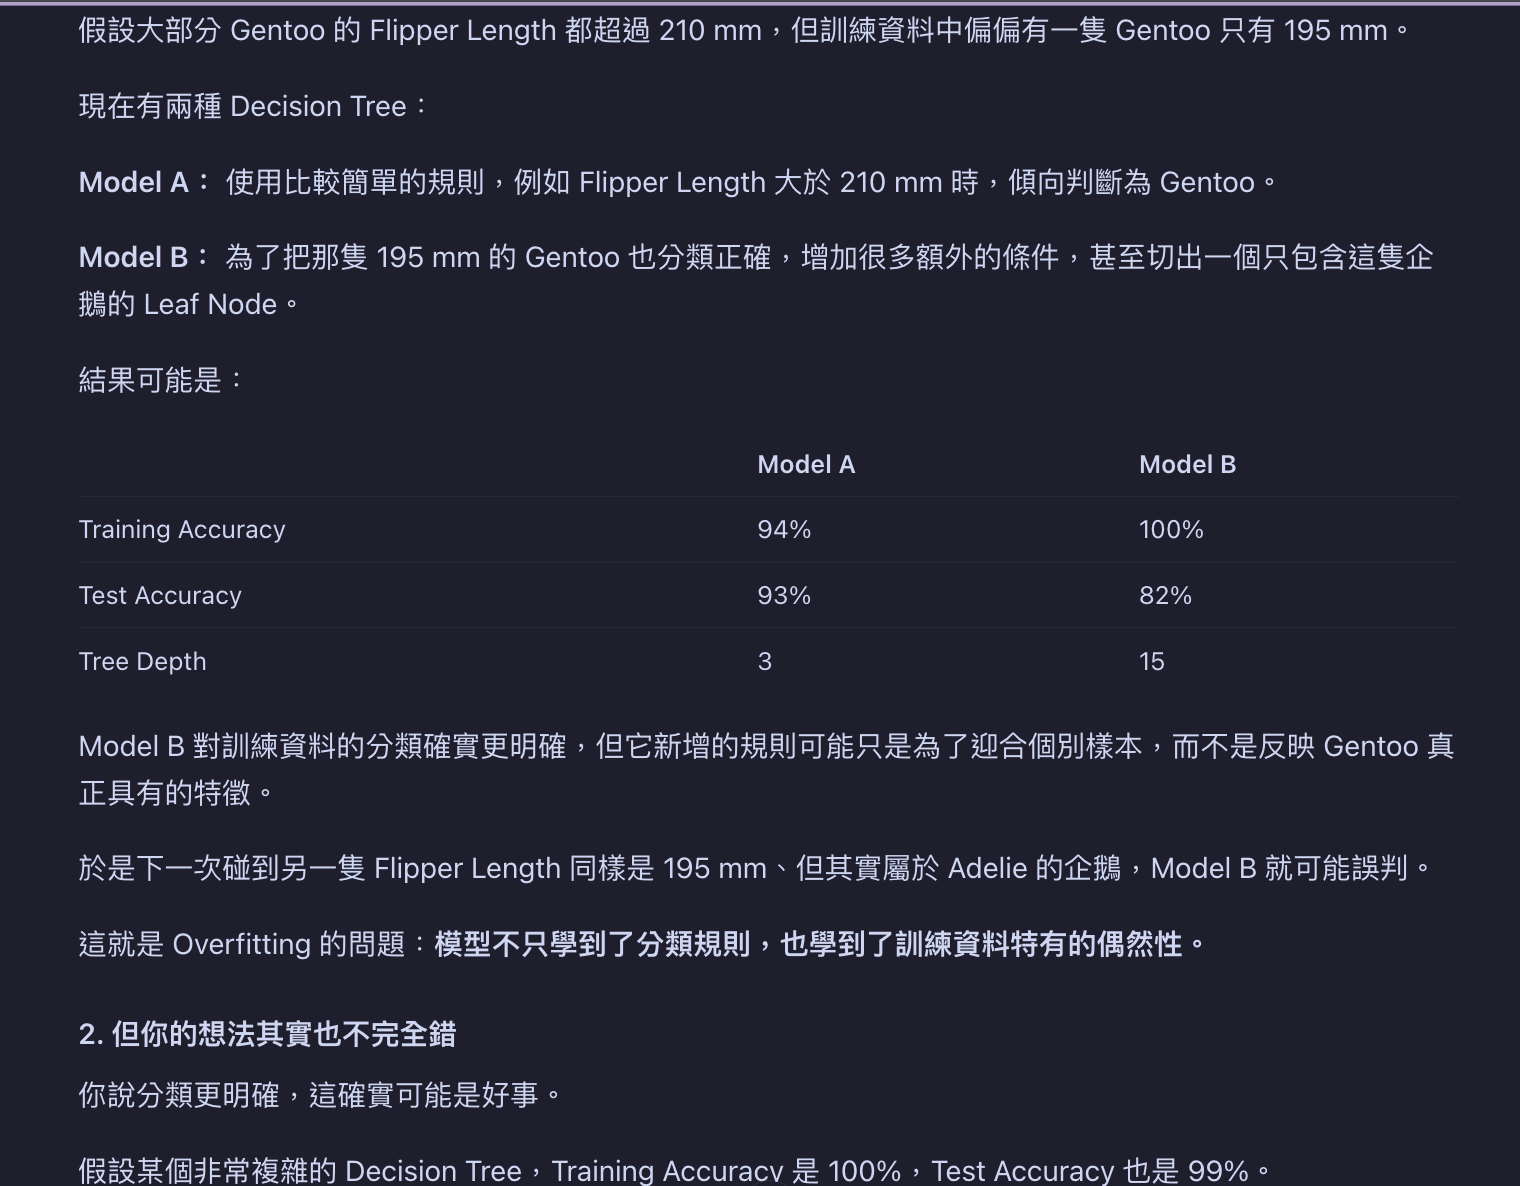 假設大部分 Gentoo 的 Flipper Length 都超過 210 mm，但訓練資料中偏偏有一隻 Gentoo 只有 195 mm。
現在有兩種 Decision Tree：
Model A： 使用比較簡單的規則，例如 Flipper Length 大於 210 mm 時，傾向判斷為 Gentoo。
Model B： 為了把那隻 195 mm 的 Gentoo 也分類正確，增加很多額外的條件，甚至切出一個只包含這隻企
鵝的 Leaf Node。
結果可能是：
Model A Model B
Training Accuracy 94% 100%
Test Accuracy 93% 82%
Tree Depth 3 15
Model B 對訓練資料的分類確實更明確，但它新增的規則可能只是為了迎合個別樣本，而不是反映 Gentoo 真
正具有的特徵。
於是下一次碰到另一隻 Flipper Length 同樣是 195 mm、但其實屬於 Adelie 的企鵝，Model B 就可能誤判。
這就是 Overfitting 的問題：模型不只學到了分類規則，也學到了訓練資料特有的偶然性。
2. 但你的想法其實也不完全錯
你說分類更明確，這確實可能是好事。
假設某個非常複雜的 Decision Tree，Training Accuracy 是 100%，Test Accuracy 也是 99%。